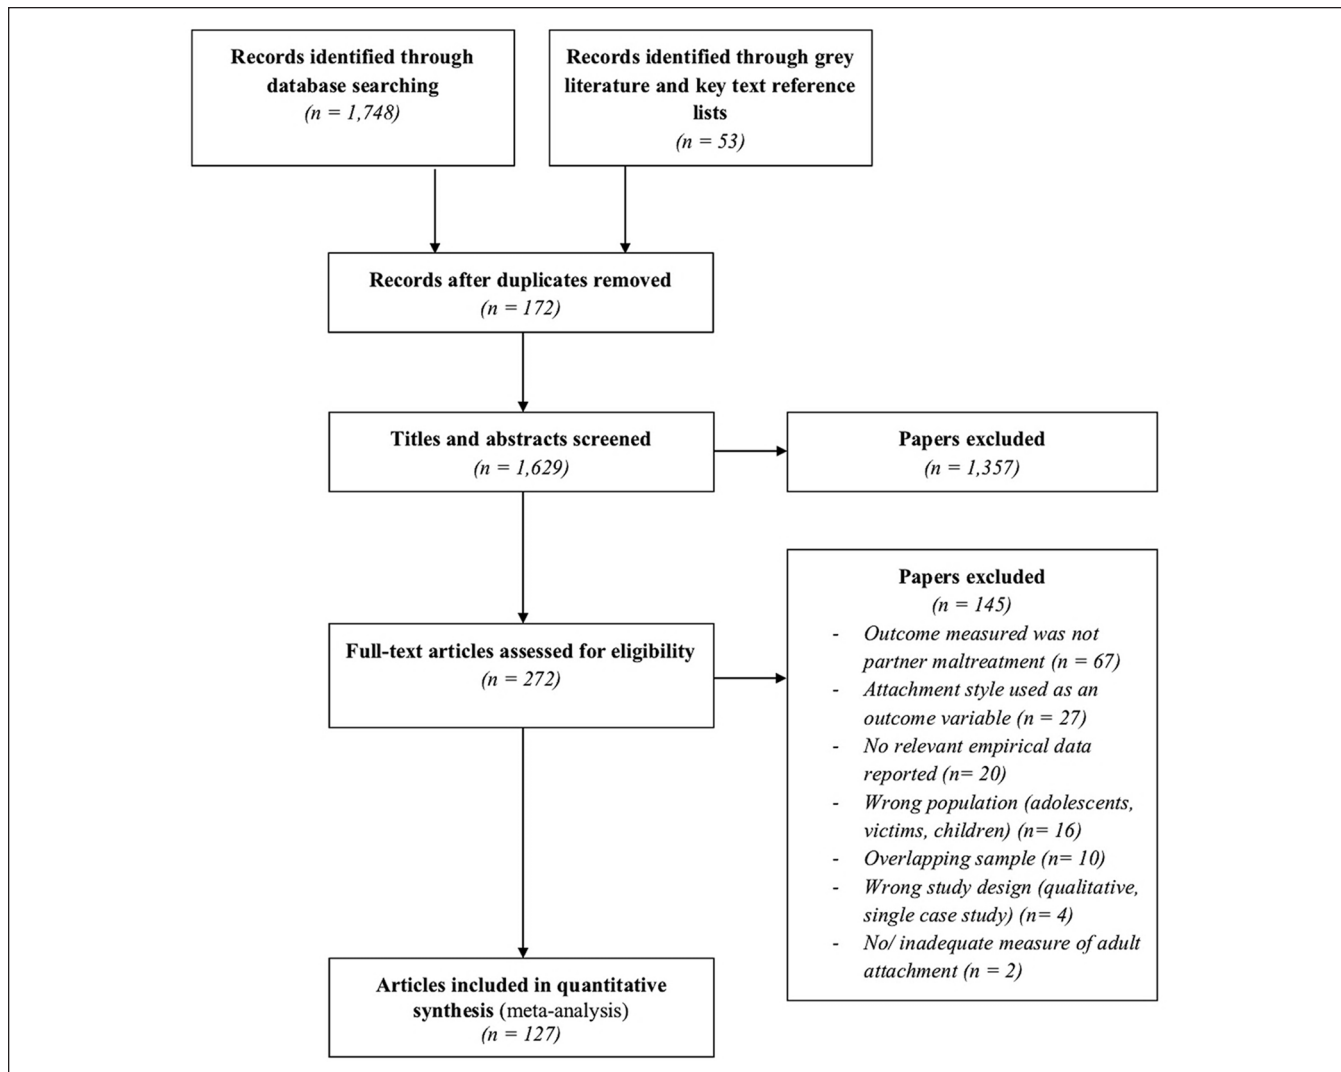 Records identified through
database searching
(n = 1,748)
Records identified through grey
literature and key text reference
lists
(n = 53)
Records after duplicates removed
(n = 172)
Titles and abstracts screened
(n = 1,629)
Papers excluded
(n = 1,357)
Full-text articles assessed for eligibility
(n = 272)
Papers excluded
(n = 145)
- Outcome measured was not
partner maltreatment (n = 67)
- Attachment style used as an
outcome variable (n = 27)
- No relevant empirical data
reported (n= 20)
- Wrong population (adolescents,
victims, children) (n= 16)
- Overlapping sample (n= 10)
- Wrong study design (qualitative,
single case study) (n= 4)
- No/ inadequate measure of adult
attachment (n = 2)
Articles included in quantitative
synthesis (meta-analysis)
(n = 127)